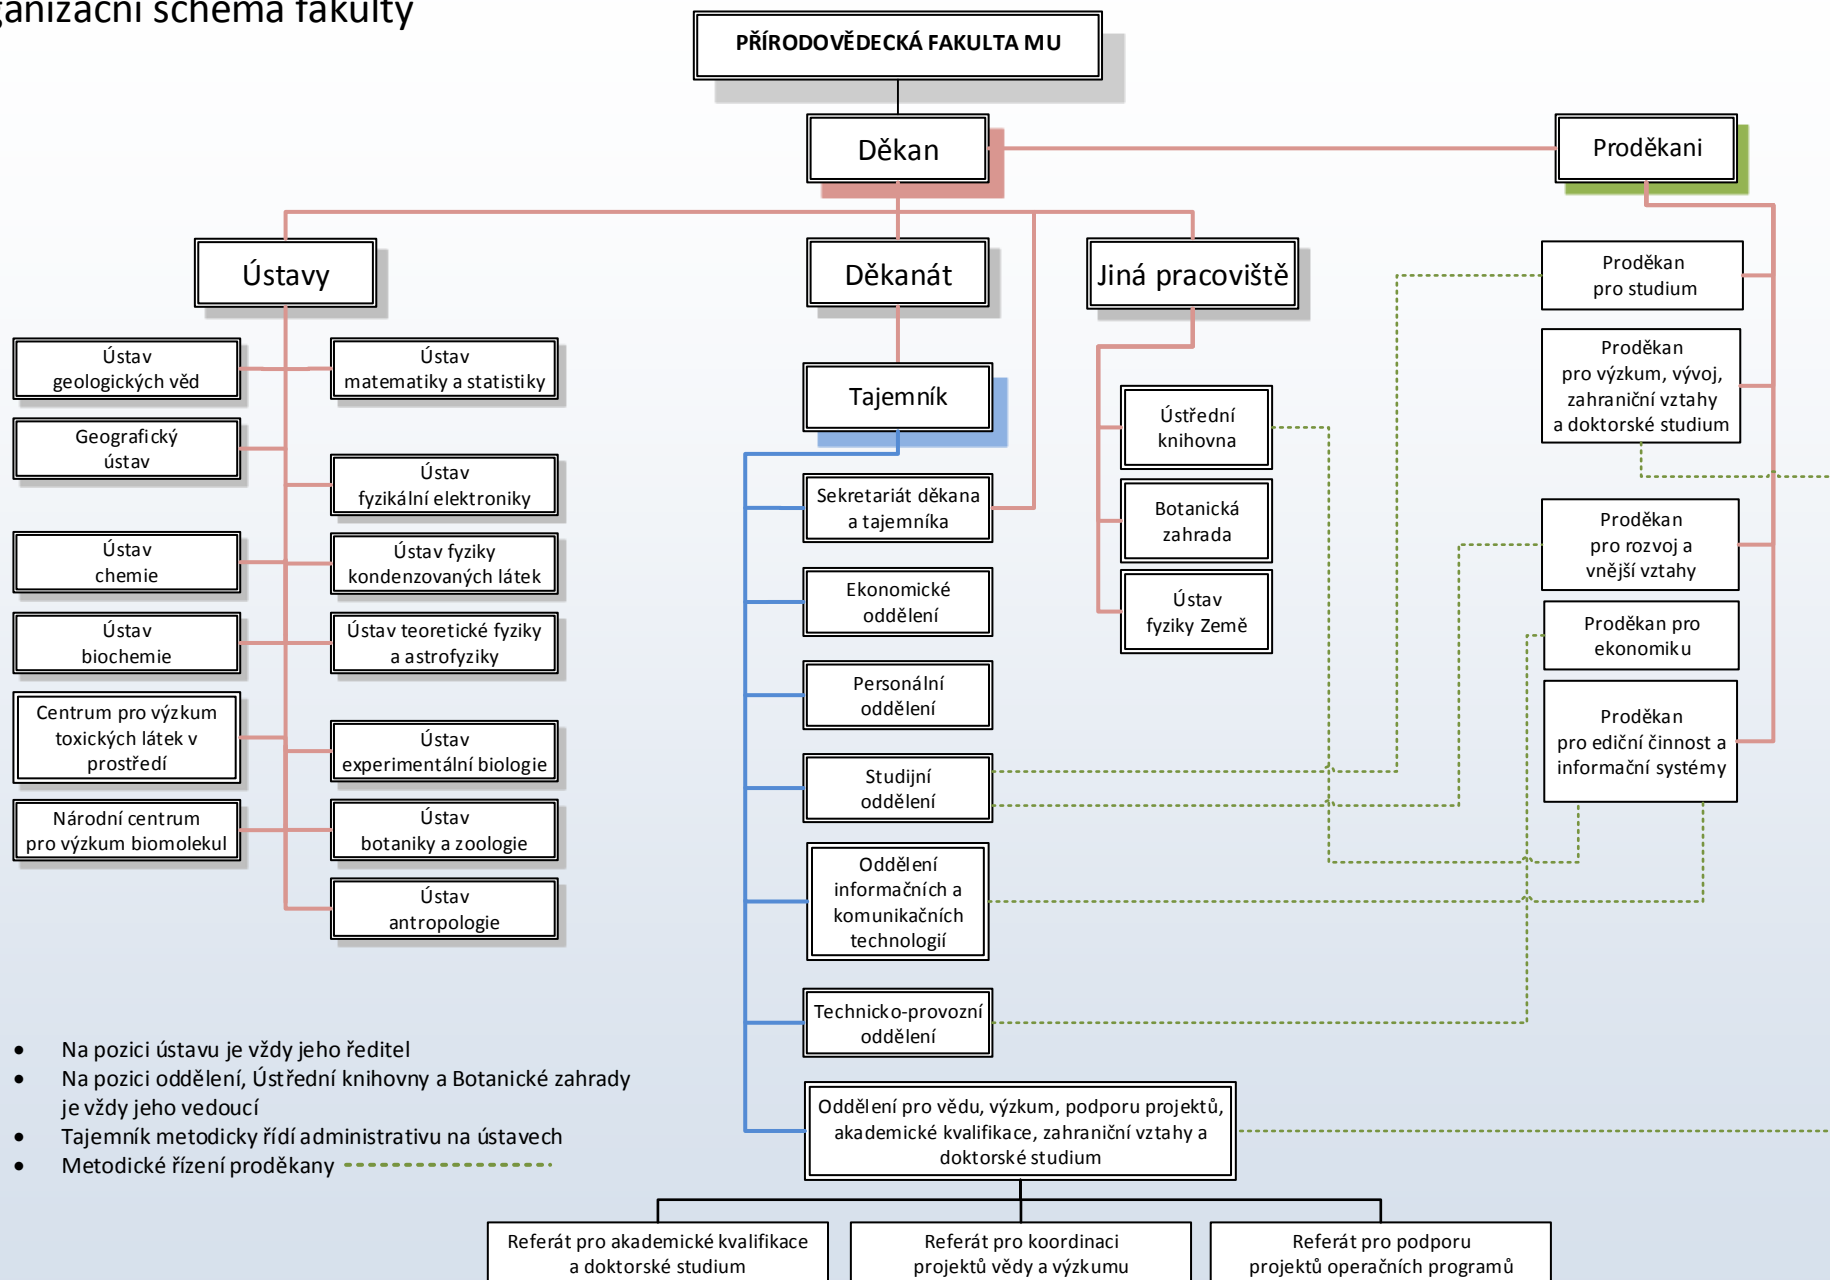 ganizační schéma fakulty
PŘÍRODOVĚDECKÁ FAKULTA MU
Děkan
Proděkani
Ústavy
Děkanát
Jiná pracoviště
Ústav
geologických věd
Ústav
matematiky a statistiky
Geografický
ústav
Ústav
fyzikální elektroniky
Ústav
chemie
Ústav fyziky
kondenzovaných látek
Ústav
biochemie
Ústav teoretické fyziky
a astrofyziky
Centrum pro výzkum
toxických látek v
prostředí
Ústav
experimentální biologie
Národní centrum
pro výzkum biomolekul
Ústav
botaniky a zoologie
Ústav
antropologie
Tajemník
Sekretariát děkana
a tajemníka
Ekonomické
oddělení
Personální
oddělení
Studijní
oddělení
Oddělení
informačních a
komunikačních
technologií
Technicko-provozní
oddělení
Oddělení pro vědu, výzkum, podporu projektů,
akademické kvalifikace, zahraniční vztahy a
doktorské studium
Referát pro akademické kvalifikace
a doktorské studium
Referát pro koordinaci
projektů vědy a výzkumu
Referát pro podporu
projektů operačních programů
Ústřední
knihovna
Botanická
zahrada
Ústav
fyziky Země
Proděkan
pro studium
Proděkan
pro výzkum, vývoj,
zahraniční vztahy
a doktorské studium
Proděkan
pro rozvoj a
vnější vztahy
Proděkan pro
ekonomiku
Proděkan
pro ediční činnost a
informační systémy
• Na pozici ústavu je vždy jeho ředitel
• Na pozici oddělení, Ústřední knihovny a Botanické zahrady
je vždy jeho vedoucí
• Tajemník metodicky řídí administrativu na ústavech
• Metodické řízení proděkany